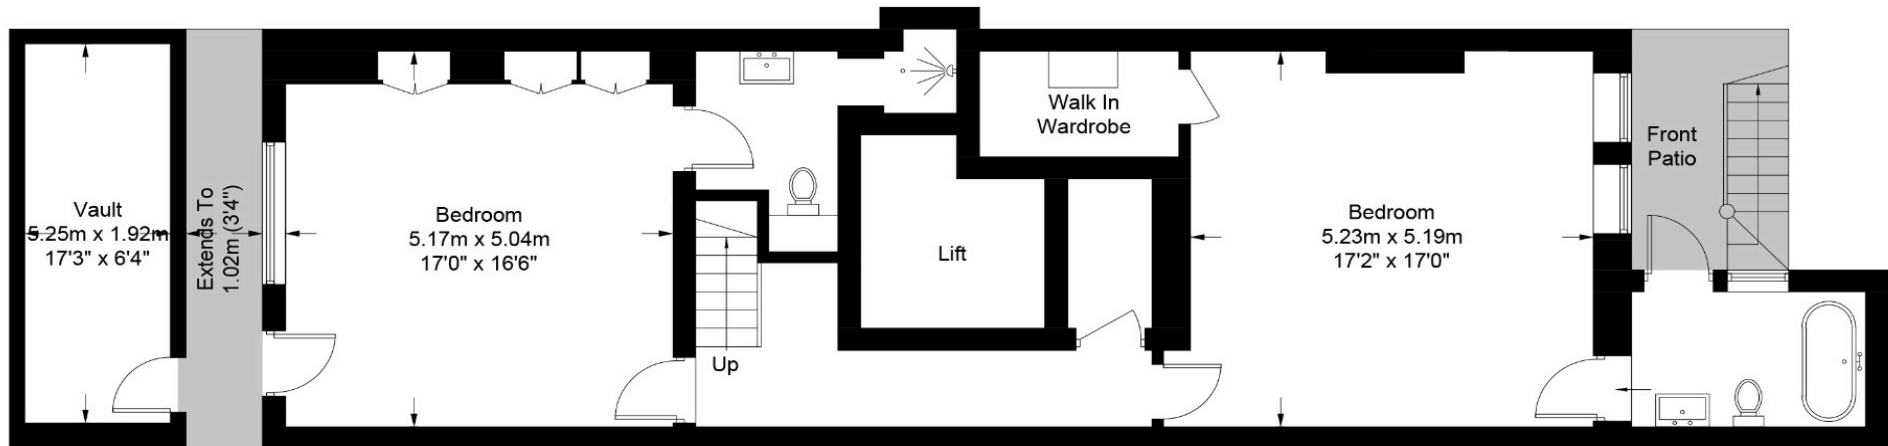 Vault
5.25m x 1.92m
17'3" x 6'4"
Extends To
1.02m (3'4")
Bedroom
5.17m x 5.04m
17'0" x 16'6"
Up
Lift
Walk In
Wardrobe
Bedroom
5.23m x 5.19m
17'2" x 17'0"
Front
Patio